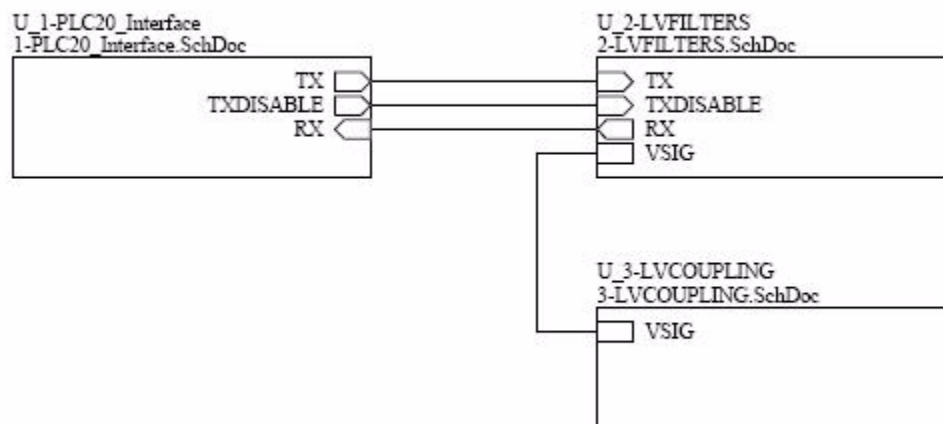 U_1-PLC20_Interface
1-PLC20_Interface.SchDoc
TX
TXDISABLE
RX
U_2-LVFILTERS
2-LVFILTERS.SchDoc
TX
TXDISABLE
RX
VSIG
U_3-LVCOUPLING
3-LVCOUPLING.SchDoc
VSIG